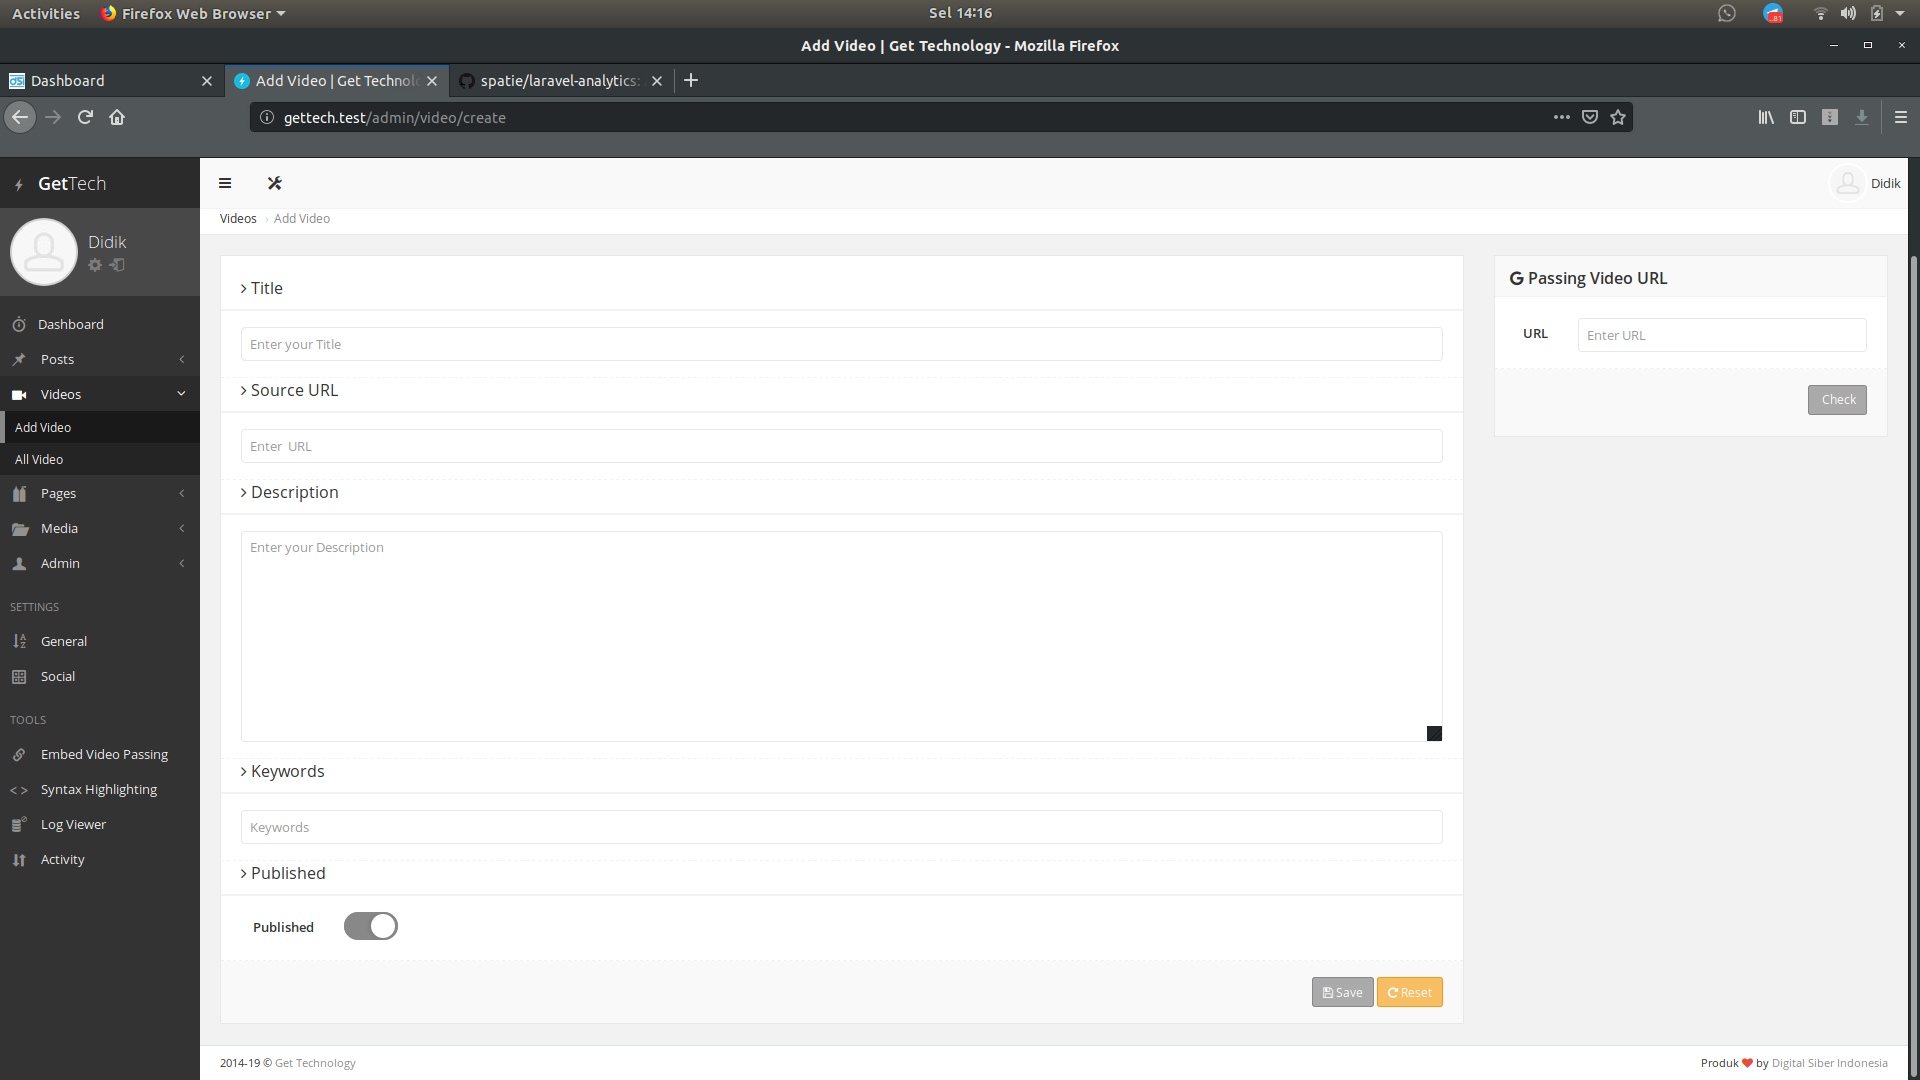 Activities Firefox Web Browser Sel 14:16
Add Video | Get Technology - Mozilla Firefox
Dashboard Add Video | Get Technol spatie/laravel-analytics:
gettech.test/admin/video/create
GetTech Didik
Videos Add Video
Didik
Dashboard
Posts
Videos
Add Video
All Video
Pages
Media
Admin
SETTINGS
General
Social
TOOLS
Embed Video Passing
Syntax Highlighting
Log Viewer
Activity
Title
Enter your Title
Source URL
Enter URL
Description
Enter your Description
Keywords
Keywords
Published
Published
Save Reset
Passing Video URL
URL Enter URL
Check
2014-19 © Get Technology Produk ❤ by Digital Siber Indonesia